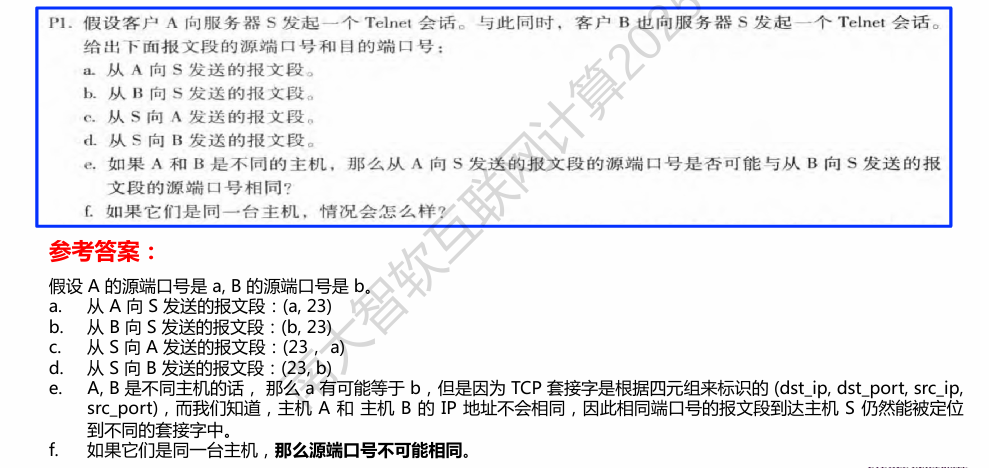 P1. 假设客户 A 向服务器 S 发起一个 Telnet 会话。与此同时，客户 B 也向服务器 S 发起一个 Telnet 会话。
给出下面报文段的源端口号和目的端口号：
a. 从 A 向 S 发送的报文段。
b. 从 B 向 S 发送的报文段。
c. 从 S 向 A 发送的报文段。
d. 从 S 向 B 发送的报文段。
e. 如果 A 和 B 是不同的主机，那么从 A 向 S 发送的报文段的源端口号是否可能与从 B 向 S 发送的报
文段的源端口号相同?
f. 如果它们是同一台主机，情况会怎么样?
参考答案：
假设 A 的源端口号是 a, B 的源端口号是 b。
a. 从 A 向 S 发送的报文段：(a, 23)
b. 从 B 向 S 发送的报文段：(b, 23)
c. 从 S 向 A 发送的报文段：(23， a)
d. 从 S 向 B 发送的报文段：(23, b)
e. A, B 是不同主机的话， 那么 a 有可能等于 b，但是因为 TCP 套接字是根据四元组来标识的 (dst_ip, dst_port, src_ip,
src_port)，而我们知道，主机 A 和 主机 B 的 IP 地址不会相同，因此相同端口号的报文段到达主机 S 仍然能被定位
到不同的套接字中。
f. 如果它们是同一台主机，那么源端口号不可能相同。
南大智软互联网计算2025